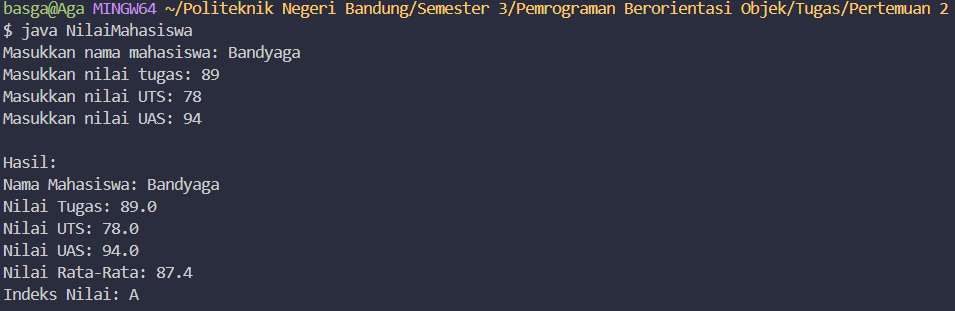 basga@Aga MINGW64 ~/Politeknik Negeri Bandung/Semester 3/Pemrograman Berorientasi Objek/Tugas/Pertemuan 2
$ java NilaiMahasiswa
Masukkan nama mahasiswa: Bandyaga
Masukkan nilai tugas: 89
Masukkan nilai UTS: 78
Masukkan nilai UAS: 94
Hasil:
Nama Mahasiswa: Bandyaga
Nilai Tugas: 89.0
Nilai UTS: 78.0
Nilai UAS: 94.0
Nilai Rata-Rata: 87.4
Indeks Nilai: A